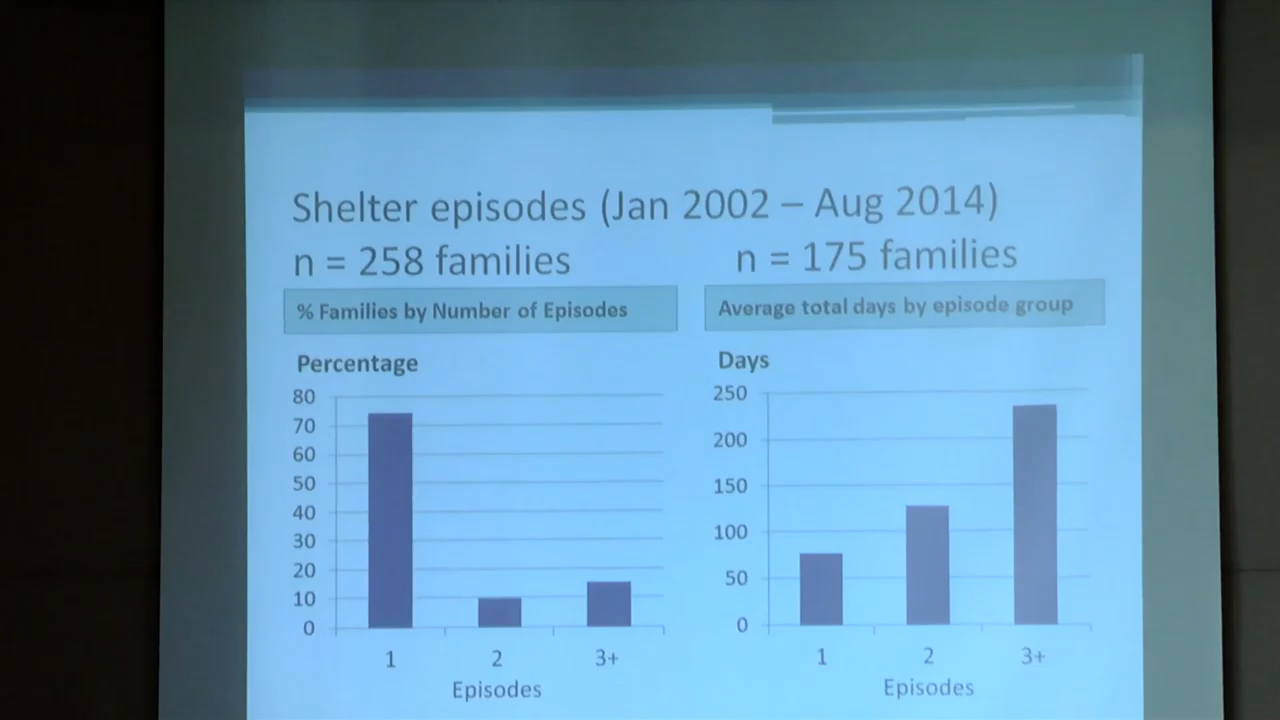 Shelter episodes (Jan 2002 – Aug 2014)
n = 258 families
n = 175 families
% Families by Number of Episodes
Average total days by episode group
Percentage
80
70
60
50
40
30
20
10
0
1
2
3+
Episodes
Days
250
200
150
100
50
0
1
2
3+
Episodes